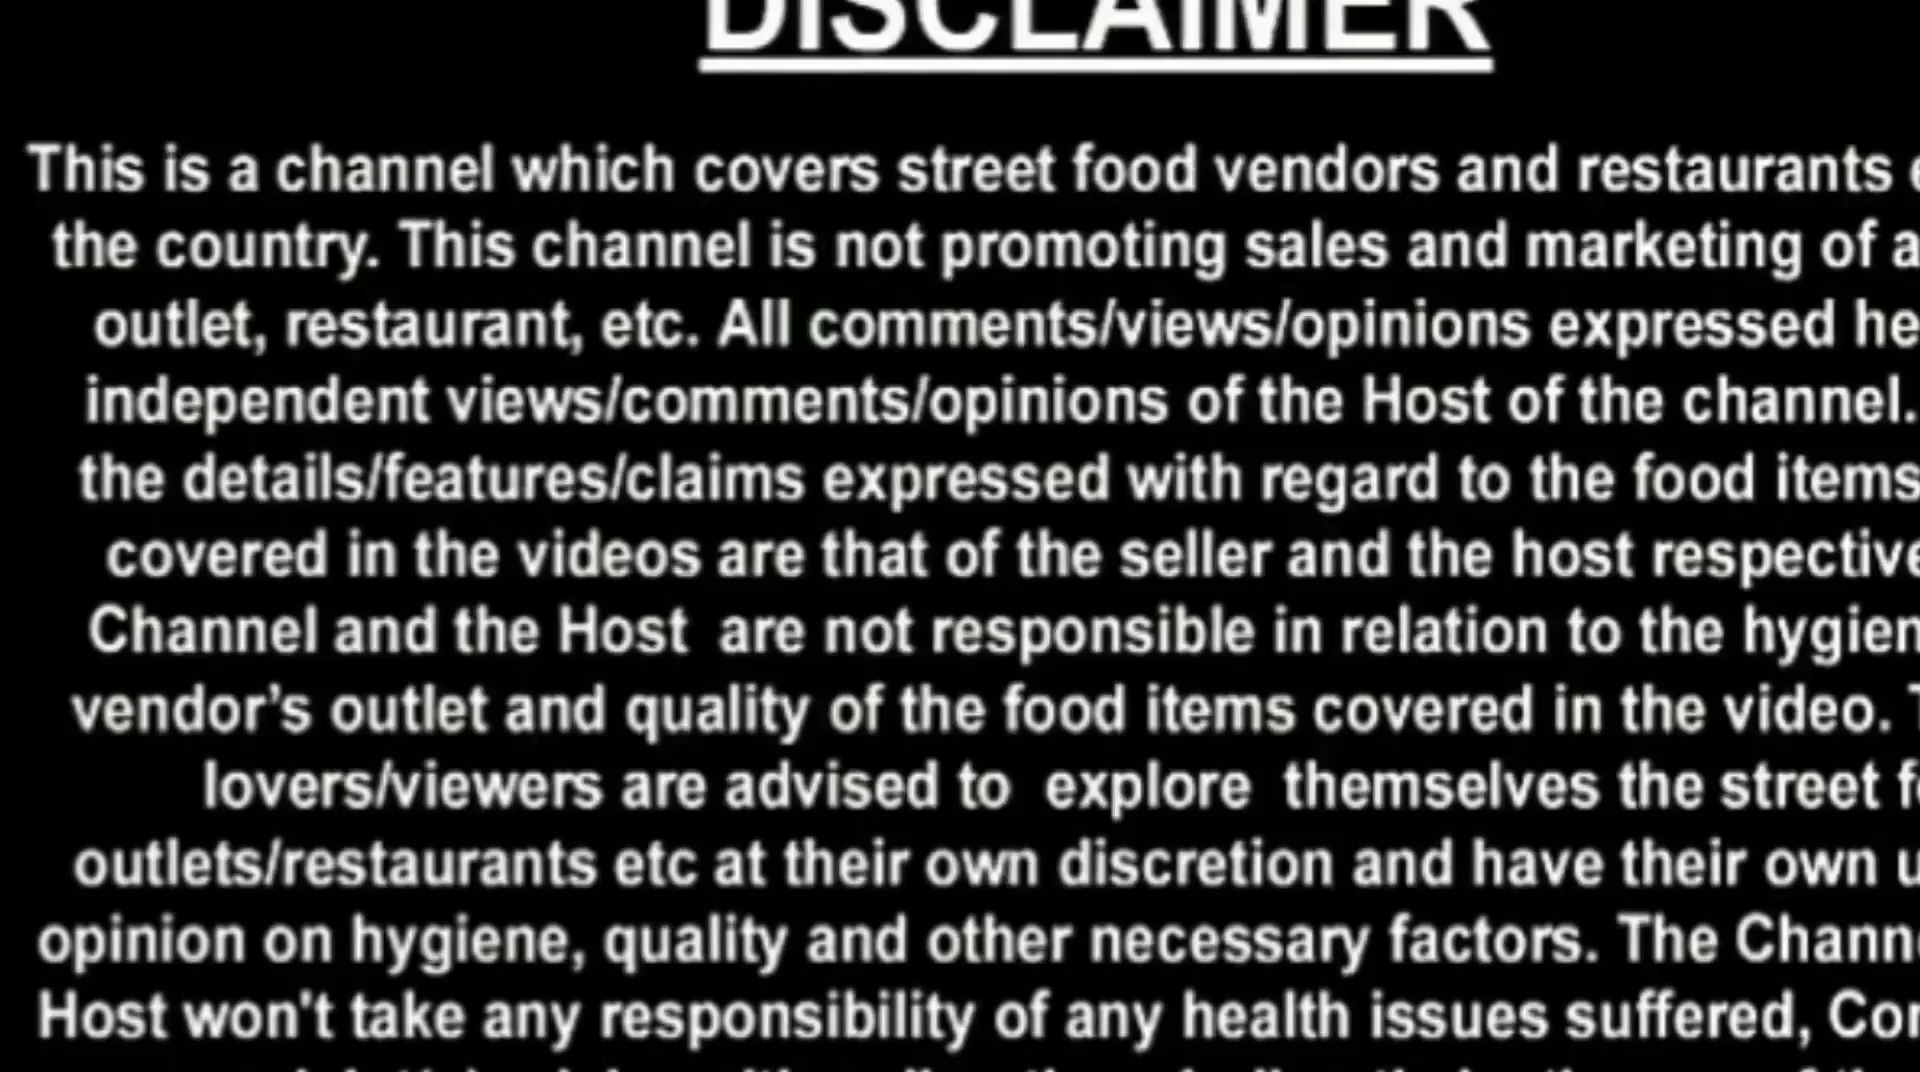 DISCLAIMER
This is a channel which covers street food vendors and restaurants
the country. This channel is not promoting sales and marketing of
outlet, restaurant, etc. All comments/views/opinions expressed
independent views/comments/opinions of the Host of the channel.
the details/features/claims expressed with regard to the food items
covered in the videos are that of the seller and the host
Channel and the Host are not responsible in relation to the
vendor’s outlet and quality of the food items covered in the video.
lovers/viewers are advised to explore themselves the street
outlets/restaurants etc at their own discretion and have their own
opinion on hygiene, quality and other necessary factors. The
Host won't take any responsibility of any health issues suffered,